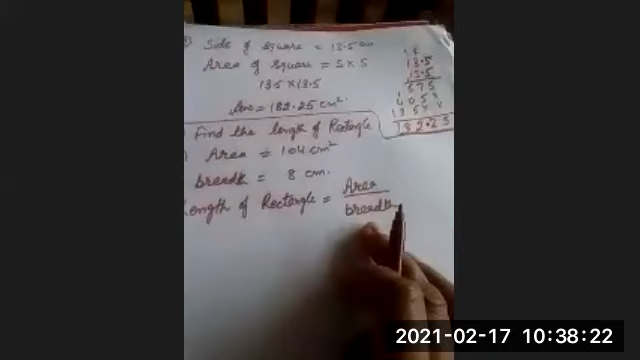 Side of square = 13.5 cm
Area of square = S × S
13.5 × 13.5
Area = 182.25 cm²
13.5
13.5
675
405×
135××
182.25
Find the length of Rectangle
Area = 104 cm²
breadth = 8 cm.
Length of Rectangle = Area
breadth
2021-02-17 10:38:22